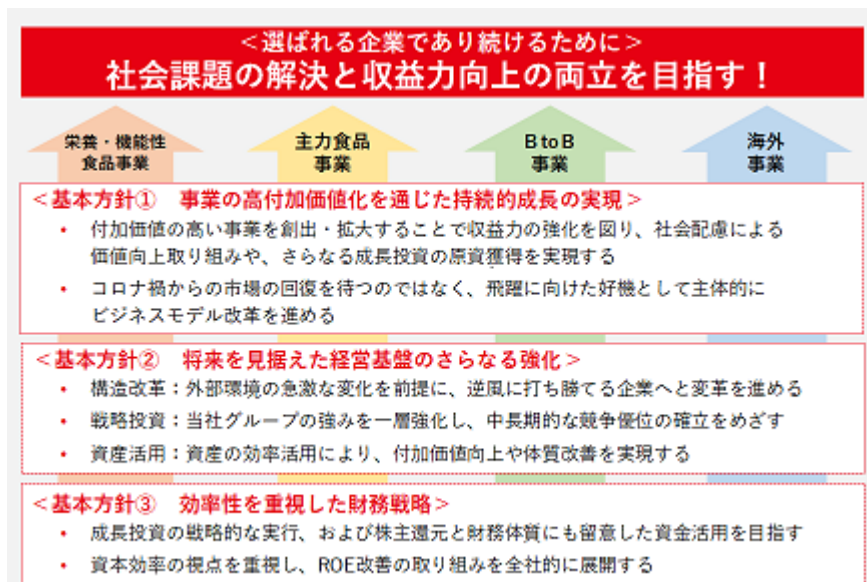 ＜選ばれる企業であり続けるために＞
社会課題の解決と収益力向上の両立を目指す！
栄養・機能性
食品事業
主力食品
事業
BtoB
事業
海外
事業
＜基本方針①　事業の高付加価値化を通じた持続的成長の実現＞
• 付加価値の高い事業を創出・拡大することで収益力の強化を図り、社会配慮による
価値向上取り組みや、さらなる成長投資の原資獲得を実現する
• コロナ禍からの市場の回復を待つのではなく、飛躍に向けた好機として主体的に
ビジネスモデル改革を進める
＜基本方針②　将来を見据えた経営基盤のさらなる強化＞
• 構造改革：外部環境の急激な変化を前提に、逆風に打ち勝てる企業へと変革を進める
• 戦略投資：当社グループの強みを一層強化し、中長期的な競争優位の確立をめざす
• 資産活用：資産の効率活用により、付加価値向上や体質改善を実現する
＜基本方針③　効率性を重視した財務戦略＞
• 成長投資の戦略的な実行、および株主還元と財務体質にも留意した資金活用を目指す
• 資本効率の視点を重視し、ROE改善の取り組みを全社的に展開する